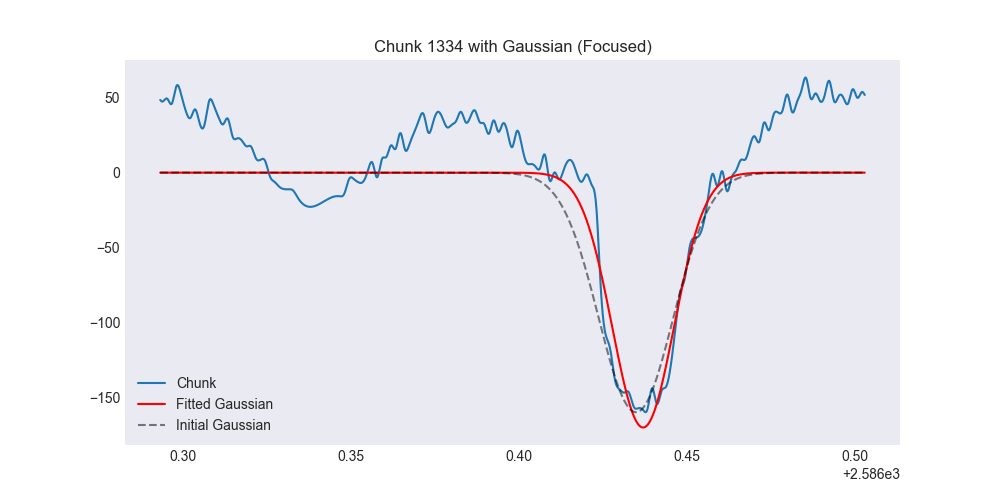 Chunk 1334 with Gaussian (Focused)
50
0
−50
−100
−150
Chunk
Fitted Gaussian
Initial Gaussian
0.30 0.35 0.40 0.45 0.50
+2.586e3